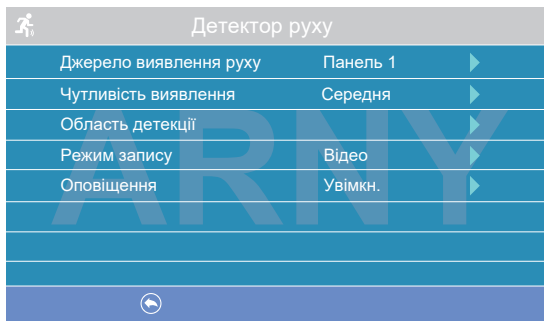 Детектор руху
Джерело виявлення руху Панель 1
Чутливість виявлення Середня
Область детекції
Режим запису Відео
Оповіщення Увімкн.
ARNY